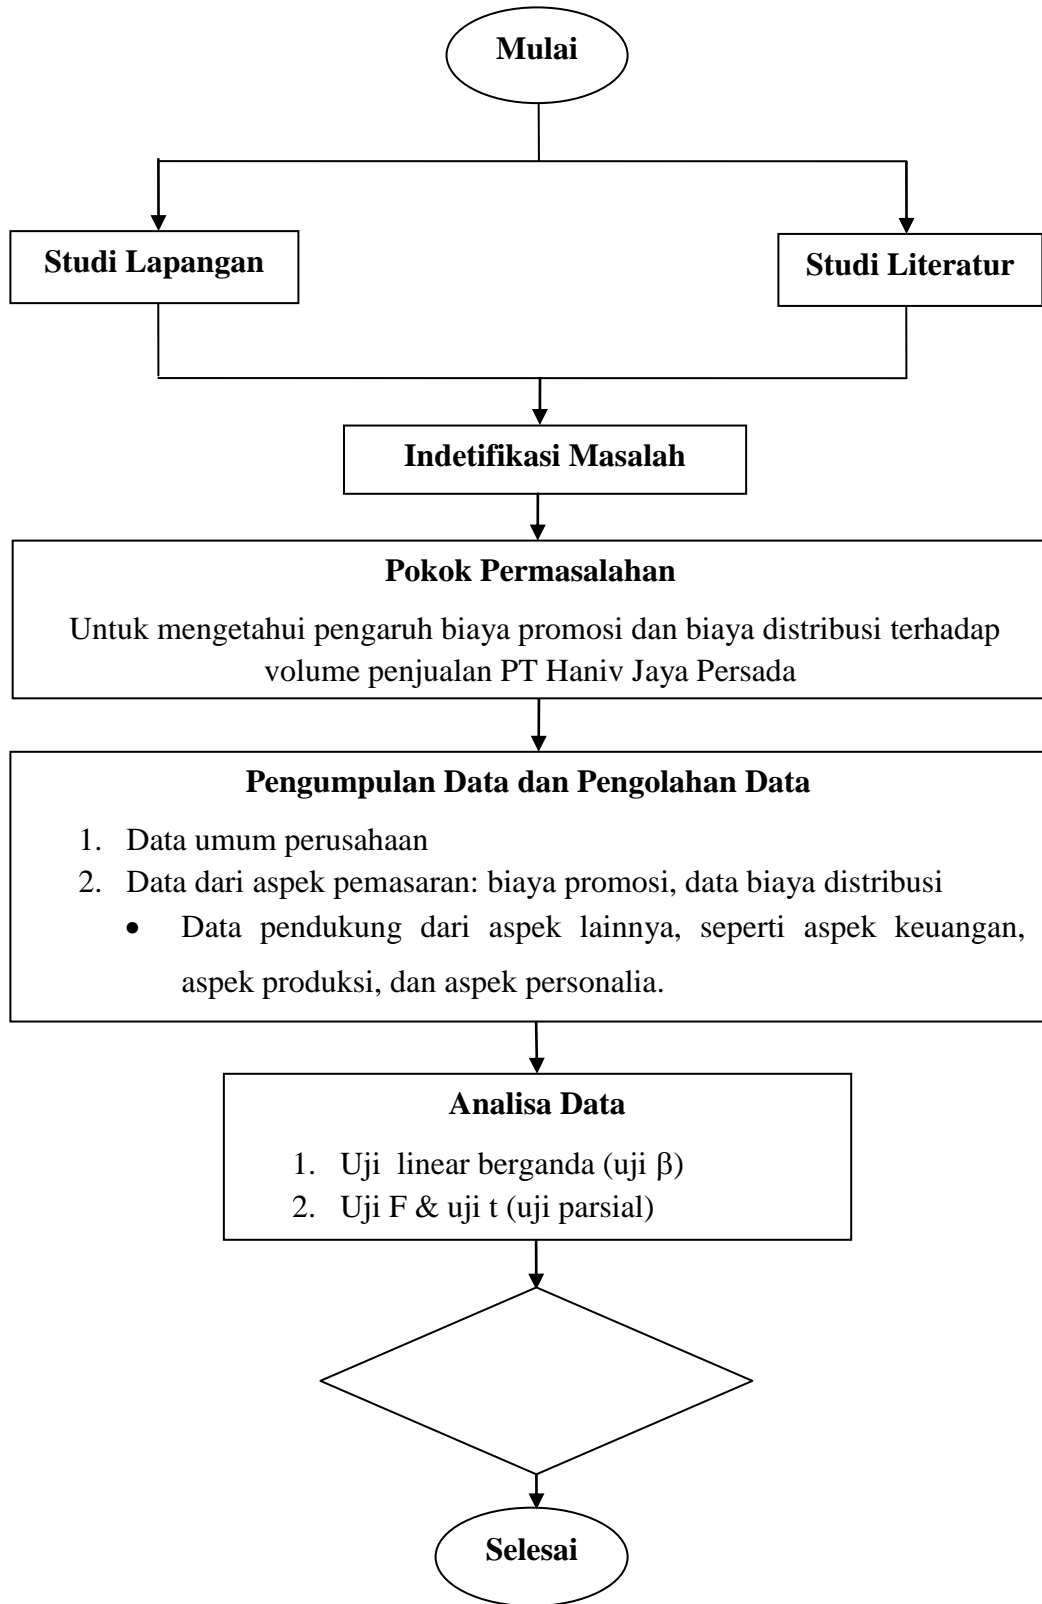 Mulai
Studi Lapangan
Studi Literatur
Indetifikasi Masalah
Pokok Permasalahan
Untuk mengetahui pengaruh biaya promosi dan biaya distribusi terhadap
volume penjualan PT Haniv Jaya Persada
Pengumpulan Data dan Pengolahan Data
1. Data umum perusahaan
2. Data dari aspek pemasaran: biaya promosi, data biaya distribusi
• Data pendukung dari aspek lainnya, seperti aspek keuangan,
aspek produksi, dan aspek personalia.
Analisa Data
1. Uji linear berganda (uji β)
2. Uji F & uji t (uji parsial)
Selesai